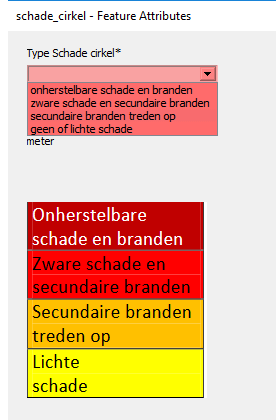 schade_cirkel - Feature Attributes
Type Schade cirkel*
onherstelbare schade en branden
zware schade en secundaire branden
secundaire branden treden op
geen of lichte schade
meter
Onherstelbare
schade en branden
Zware schade en
secundaire branden
Secundaire branden
treden op
Lichte
schade